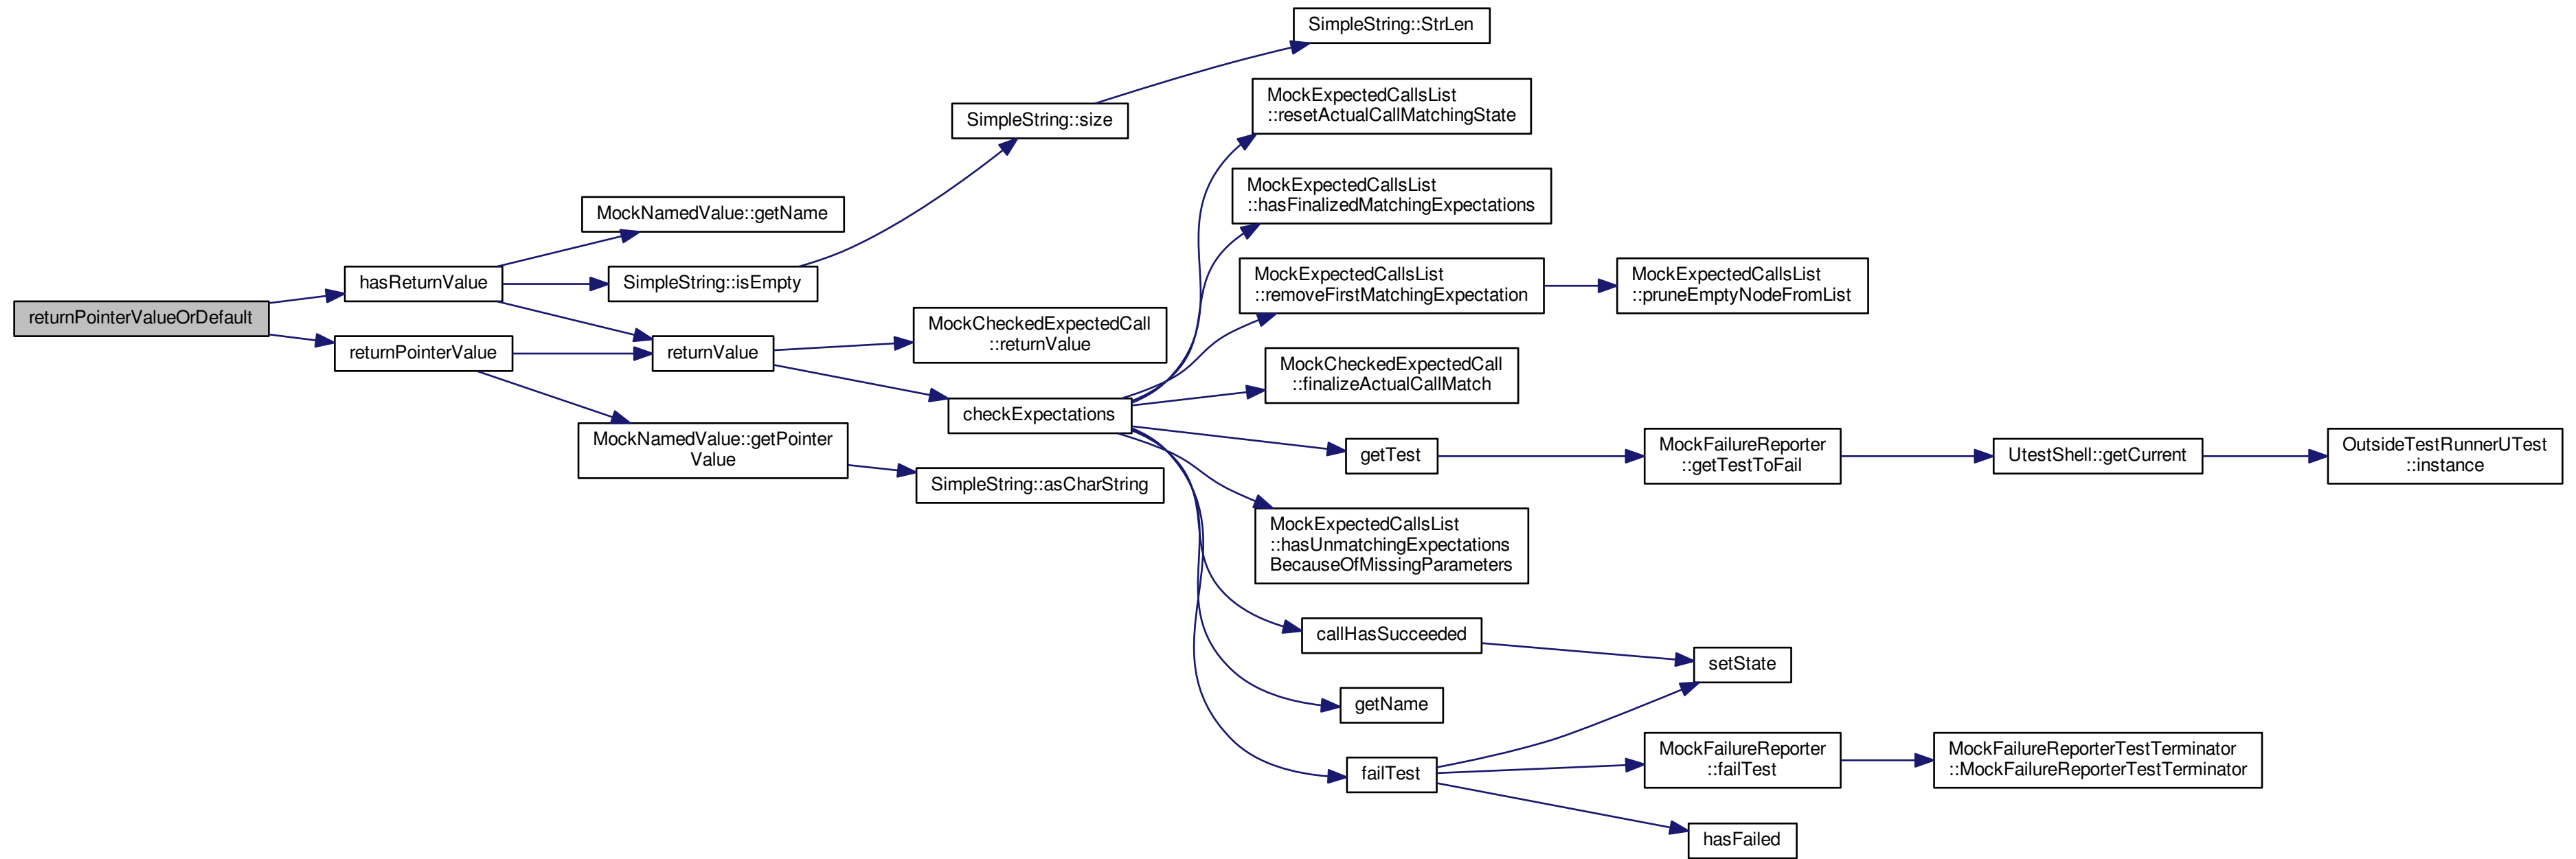 returnPointerValueOrDefault
hasReturnValue
returnPointerValue
MockNamedValue::getName
SimpleString::isEmpty
returnValue
MockNamedValue::getPointer
Value
SimpleString::size
MockCheckedExpectedCall
::returnValue
checkExpectations
SimpleString::asCharString
SimpleString::StrLen
MockExpectedCallsList
::resetActualCallMatchingState
MockExpectedCallsList
::hasFinalizedMatchingExpectations
MockExpectedCallsList
::removeFirstMatchingExpectation
MockExpectedCallsList
::pruneEmptyNodeFromList
MockCheckedExpectedCall
::finalizeActualCallMatch
getTest
MockFailureReporter
::getTestToFail
UtestShell::getCurrent
OutsideTestRunnerUTest
::instance
MockExpectedCallsList
::hasUnmatchingExpectations
BecauseOfMissingParameters
callHasSucceeded
setState
getName
failTest
MockFailureReporter
::failTest
MockFailureReporterTestTerminator
::MockFailureReporterTestTerminator
hasFailed